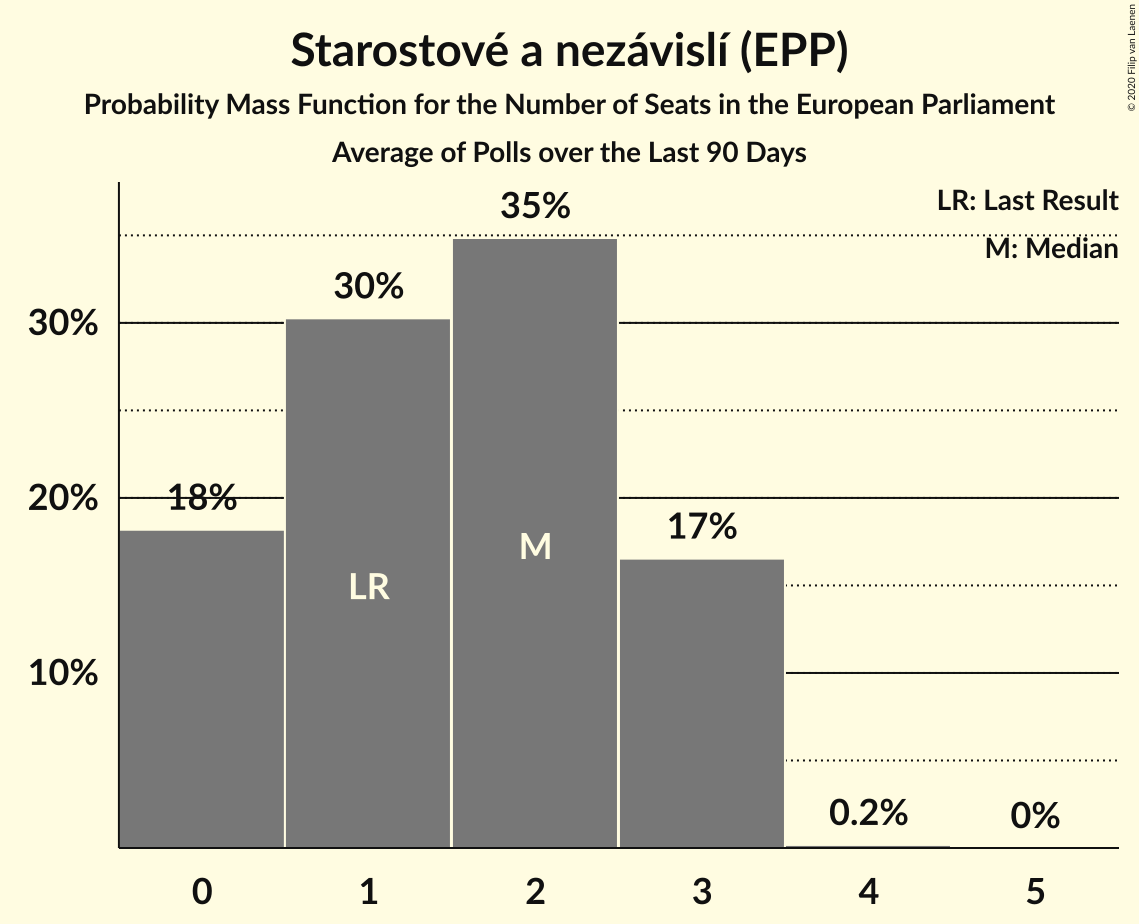 Starostové a nezávislí (EPP)
Probability Mass Function for the Number of Seats in the European Parliament
Average of Polls over the Last 90 Days
© 2020 Filip van Laenen
LR: Last Result
M: Median
35%
30%
30%
20%
18%
17%
10%
0.2%
0%
M
LR
0 1 2 3 4 5